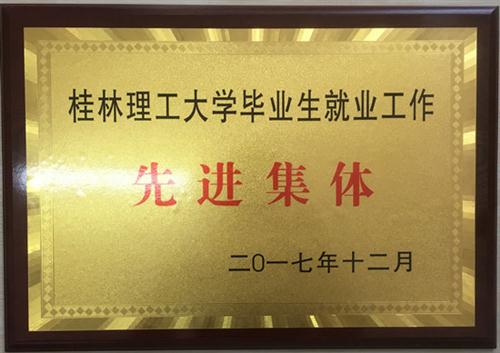 桂林理工大学毕业生就业工作
先进集体
二0一七年十二月